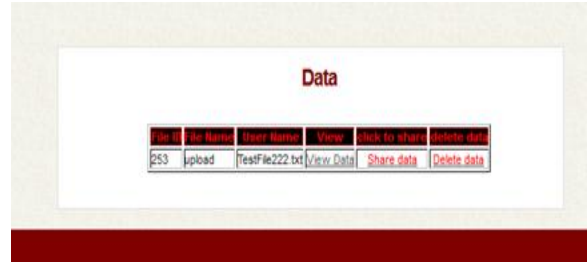 Data
File ID File Name User Name View click to share delete data
253 upload TestFile222.txt View Data Share data Delete data